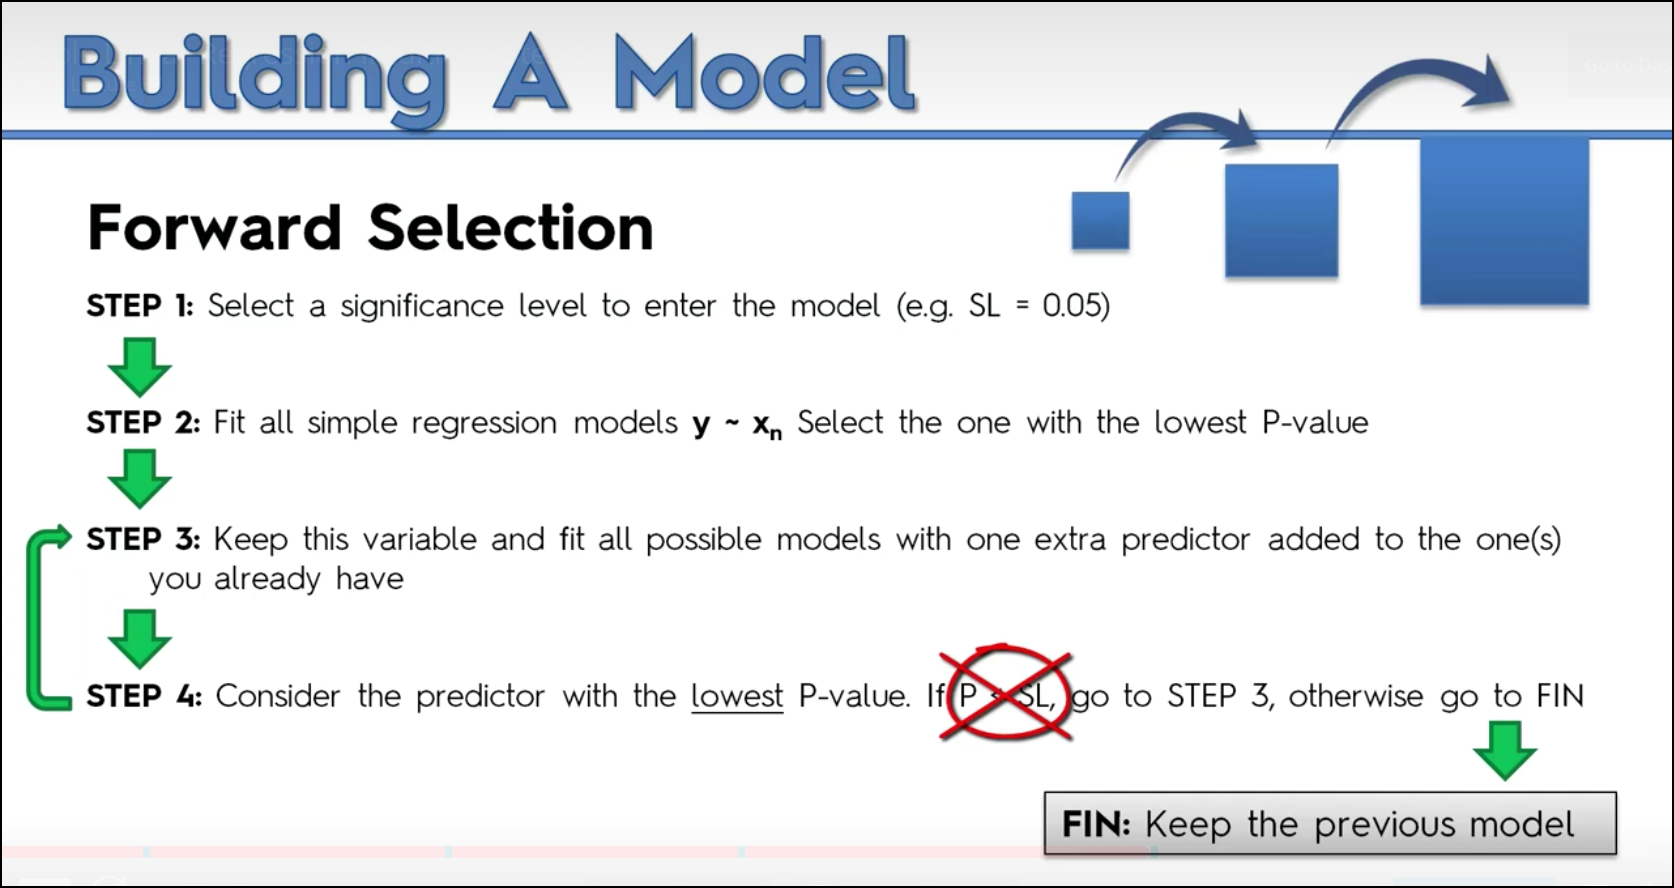 Building A Model
Forward Selection
STEP 1: Select a significance level to enter the model (e.g. SL = 0.05)
STEP 2: Fit all simple regression models y ~ xₙ Select the one with the lowest P-value
STEP 3: Keep this variable and fit all possible models with one extra predictor added to the one(s)
you already have
STEP 4: Consider the predictor with the lowest P-value. If P < SL, go to STEP 3, otherwise go to FIN
FIN: Keep the previous model